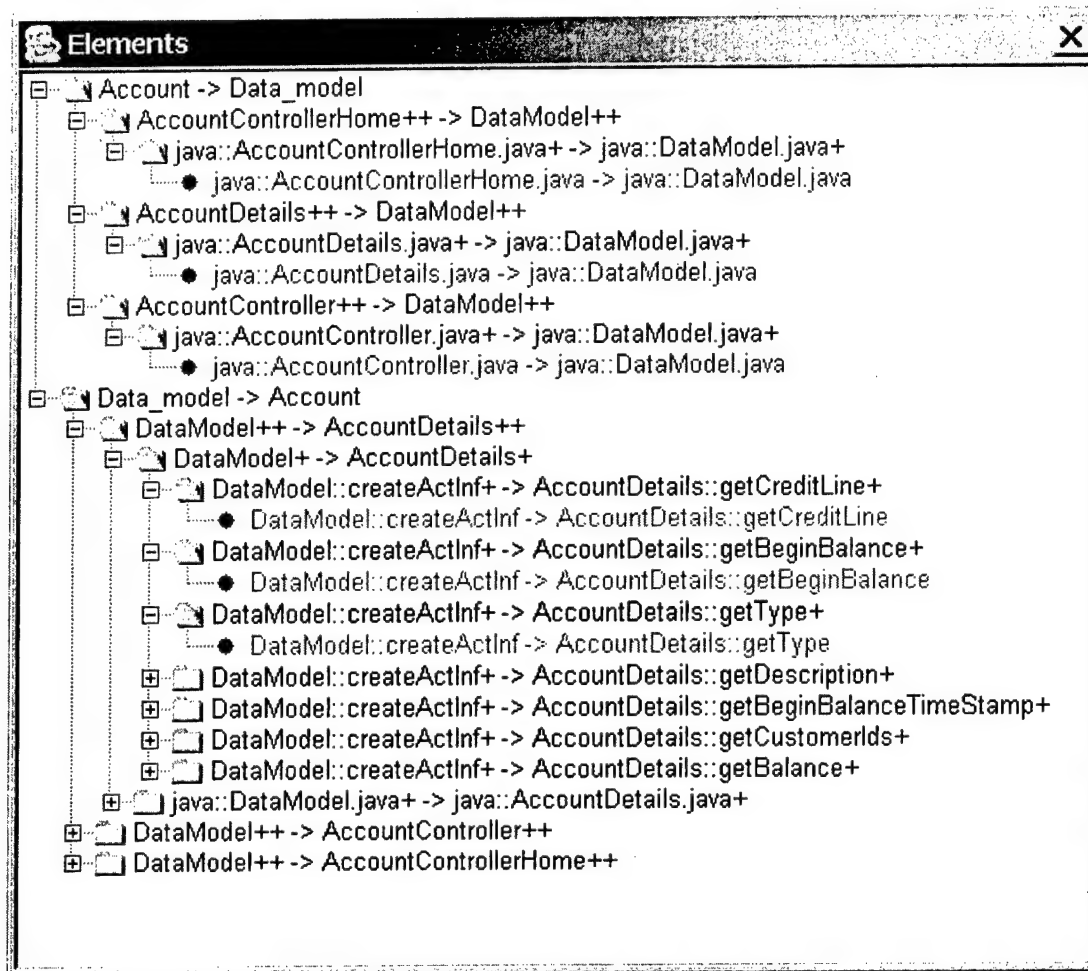 Elements
Account -> Data_model
AccountControllerHome++ -> DataModel++
java::AccountControllerHome.java+ -> java::DataModel.java+
java::AccountControllerHome.java -> java::DataModel.java
AccountDetails++ -> DataModel++
java::AccountDetails.java+ -> java::DataModel.java+
java::AccountDetails.java -> java::DataModel.java
AccountController++ -> DataModel++
java::AccountController.java+ -> java::DataModel.java+
java::AccountController.java -> java::DataModel.java
Data_model -> Account
DataModel++ -> AccountDetails++
DataModel+ -> AccountDetails+
DataModel::createActInf+ -> AccountDetails::getCreditLine+
DataModel::createActInf -> AccountDetails::getCreditLine
DataModel::createActInf+ -> AccountDetails::getBeginBalance+
DataModel::createActInf -> AccountDetails::getBeginBalance
DataModel::createActInf+ -> AccountDetails::getType+
DataModel::createActInf -> AccountDetails::getType
DataModel::createActInf+ -> AccountDetails::getDescription+
DataModel::createActInf+ -> AccountDetails::getBeginBalanceTimeStamp+
DataModel::createActInf+ -> AccountDetails::getCustomerIds+
DataModel::createActInf+ -> AccountDetails::getBalance+
java::DataModel.java+ -> java::AccountDetails.java+
DataModel++ -> AccountController++
DataModel++ -> AccountControllerHome++